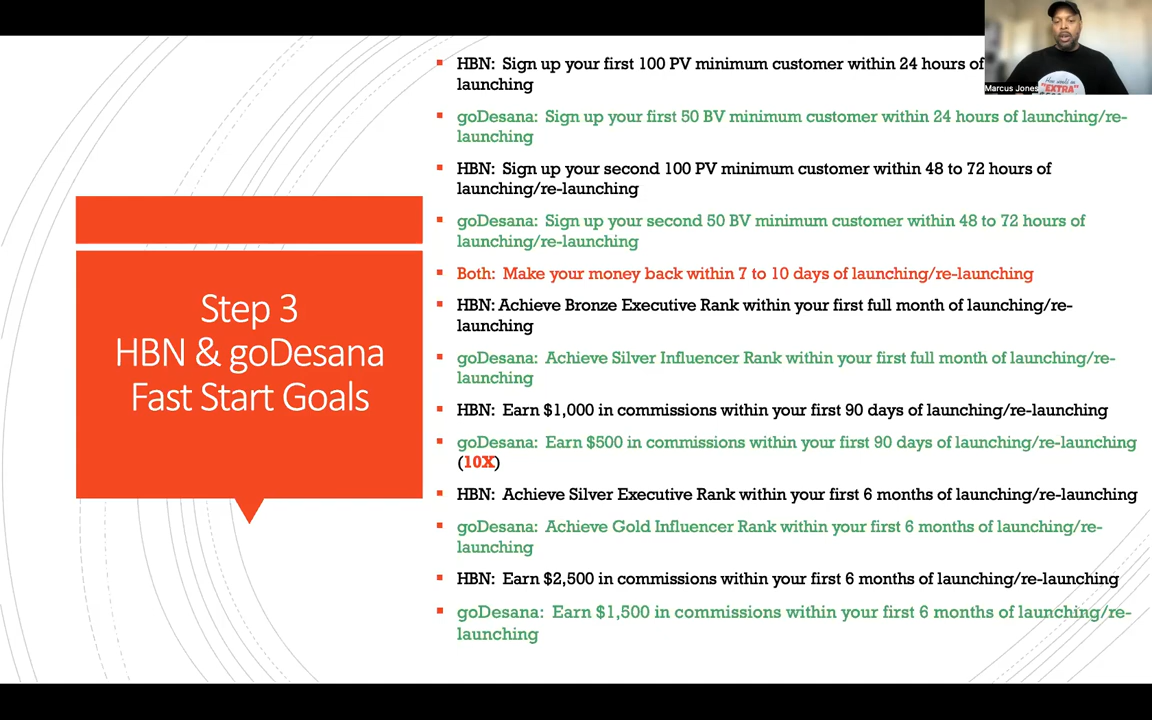 Step 3
HBN & goDesana
Fast Start Goals
HBN: Sign up your first 100 PV minimum customer within 24 hours of
launching
goDesana: Sign up your first 50 BV minimum customer within 24 hours of launching/re-
launching
HBN: Sign up your second 100 PV minimum customer within 48 to 72 hours of
launching/re-launching
goDesana: Sign up your second 50 BV minimum customer within 48 to 72 hours of
launching/re-launching
Both: Make your money back within 7 to 10 days of launching/re-launching
HBN: Achieve Bronze Executive Rank within your first full month of launching/re-
launching
goDesana: Achieve Silver Influencer Rank within your first full month of launching/re-
launching
HBN: Earn $1,000 in commissions within your first 90 days of launching/re-launching
goDesana: Earn $500 in commissions within your first 90 days of launching/re-launching
(10X)
HBN: Achieve Silver Executive Rank within your first 6 months of launching/re-launching
goDesana: Achieve Gold Influencer Rank within your first 6 months of launching/re-
launching
HBN: Earn $2,500 in commissions within your first 6 months of launching/re-launching
goDesana: Earn $1,500 in commissions within your first 6 months of launching/re-
launching
Marcus Jones
"EXTRA"